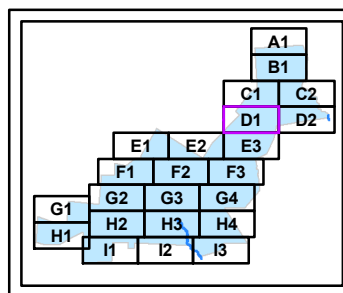 A1
B1
C1 C2
D1 D2
E1 E2 E3
F1 F2 F3
G1 G2 G3 G4
H1 H2 H3 H4
I1 I2 I3